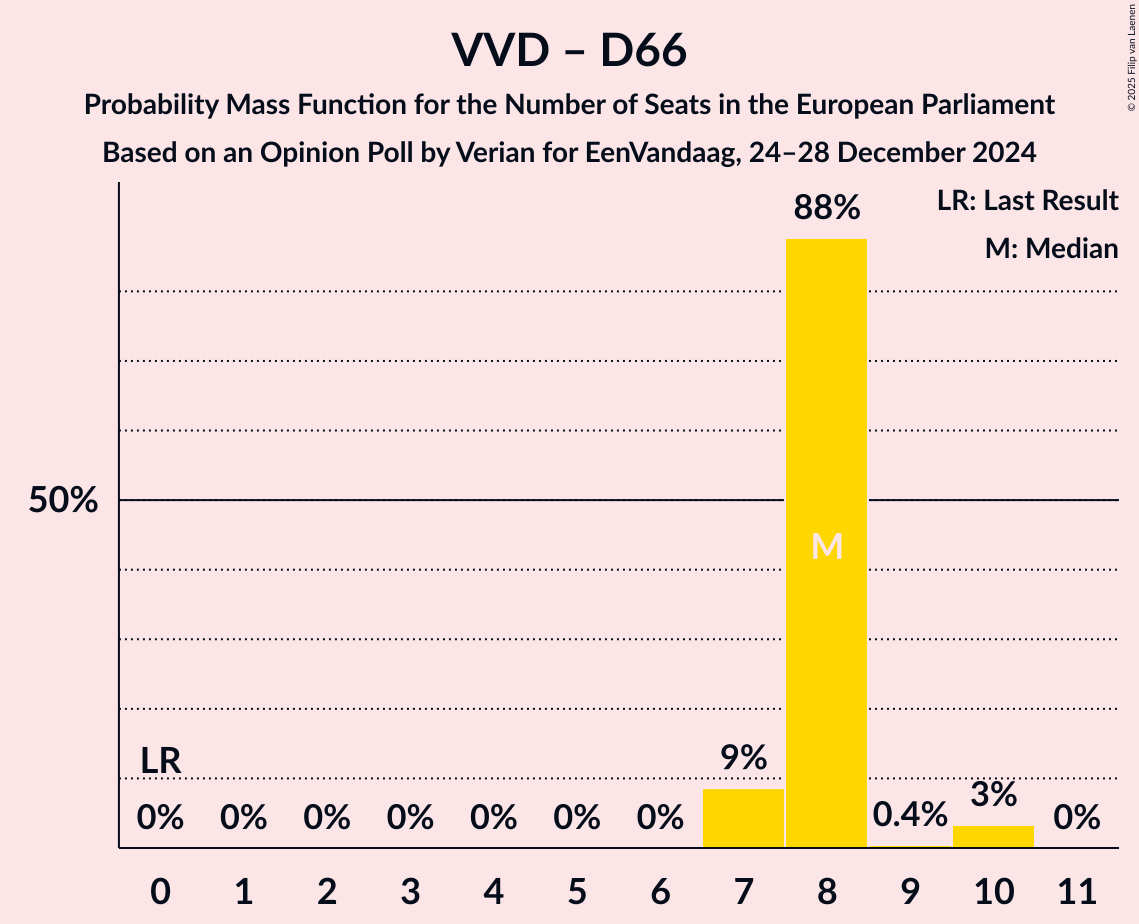 VVD – D66
Probability Mass Function for the Number of Seats in the European Parliament
Based on an Opinion Poll by Verian for EenVandaag, 24–28 December 2024
© 2025 Filip van Laenen
LR: Last Result
M: Median
88%
50%
M
LR
9%
3%
0% 0% 0% 0% 0% 0% 0% 0.4% 0%
0 1 2 3 4 5 6 7 8 9 10 11